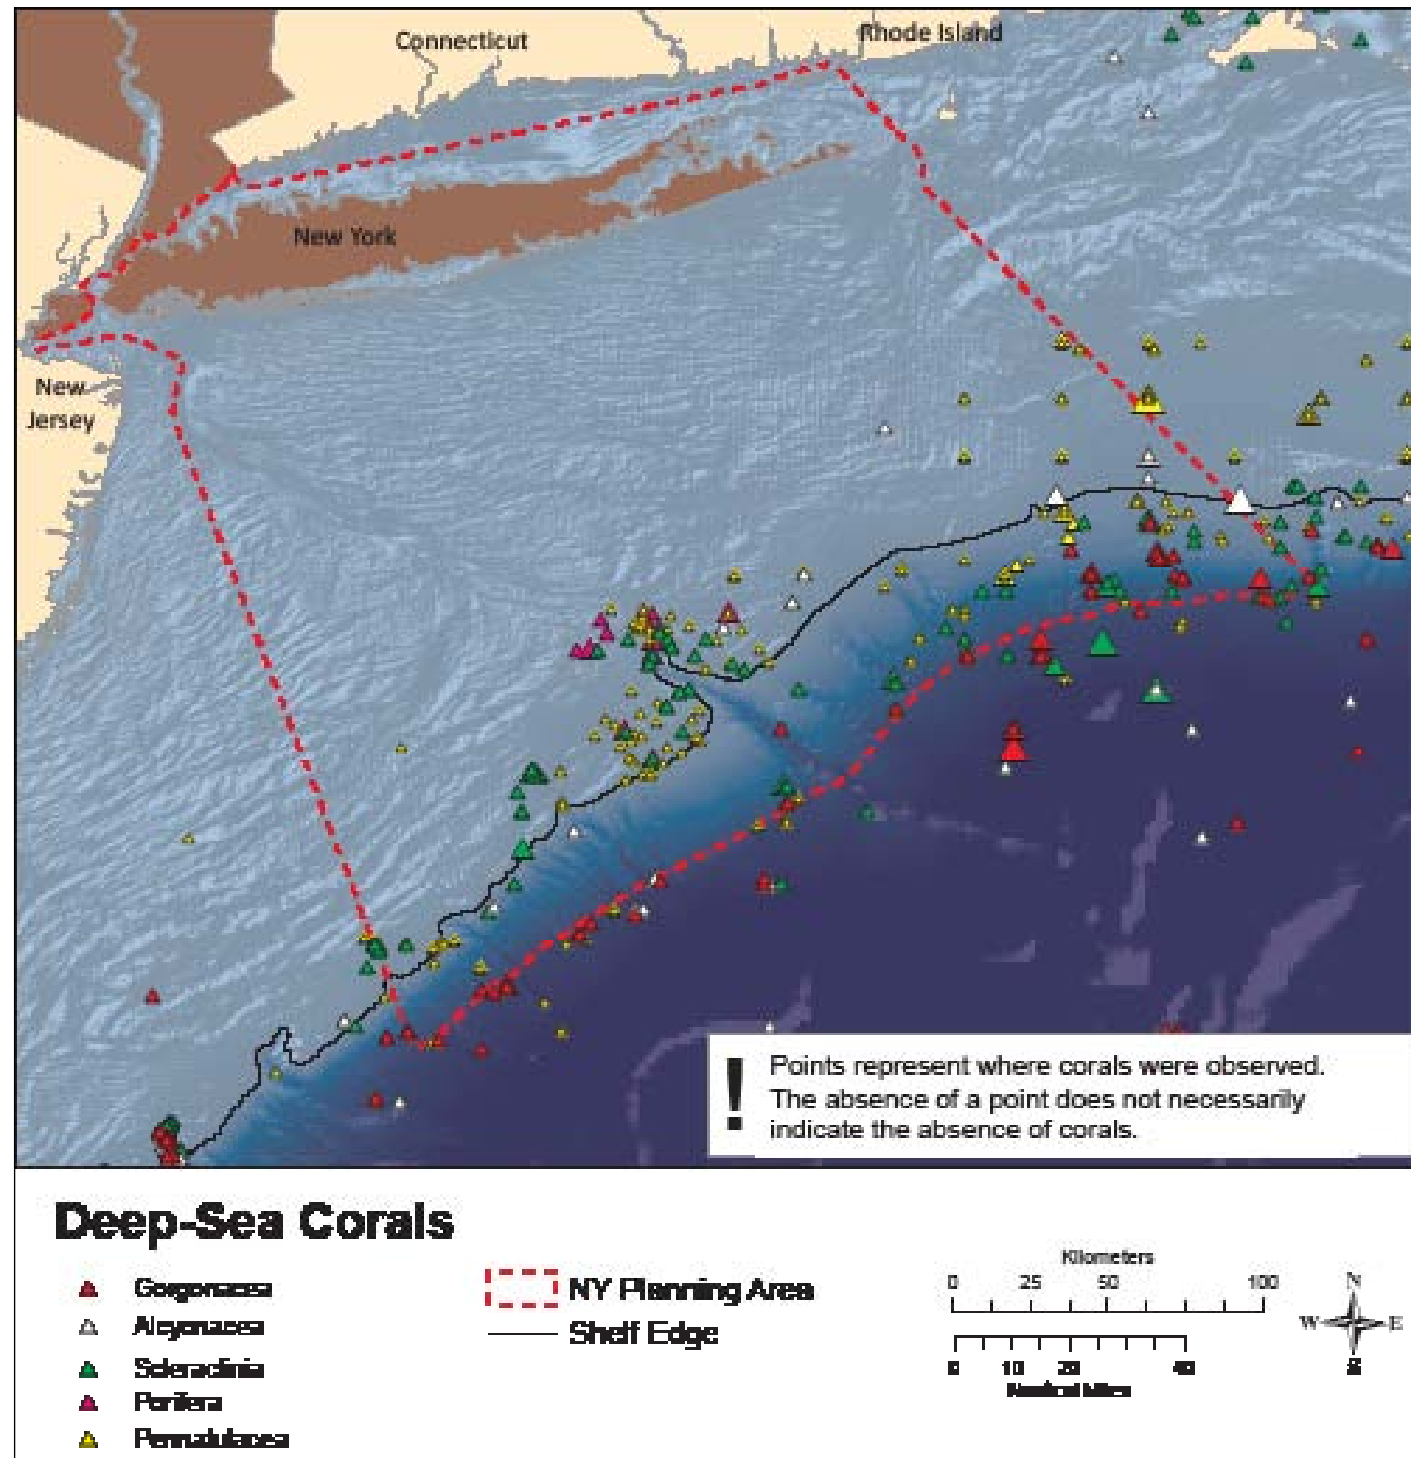 Connecticut
Rhode Island
New York
New
Jersey
! Points represent where corals were observed.
The absence of a point does not necessarily
indicate the absence of corals.
Deep-Sea Corals
Gorgonacea
Alcyonacea
Scleractinia
Porifera
Pennatulacea
NY Planning Area
Shelf Edge
Kilometers
0 25 50 100
0 10 20 40
Nautical Miles
N
W E
S